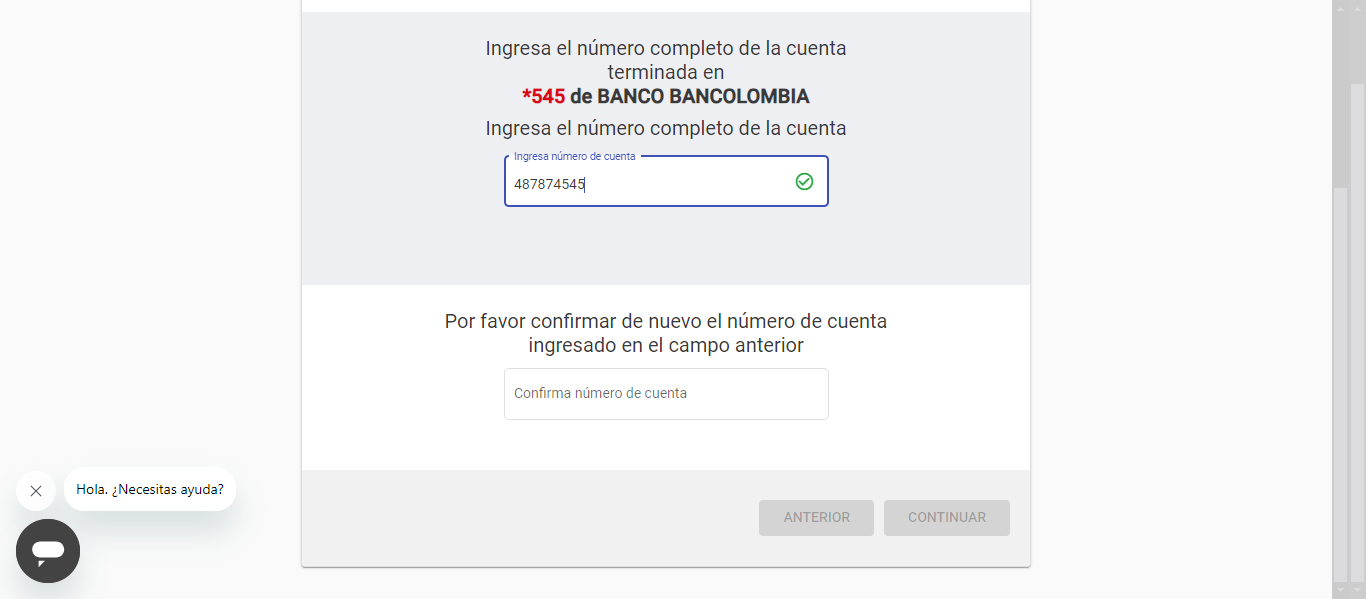 Ingresa el número completo de la cuenta
terminada en
*545 de BANCO BANCOLOMBIA
Ingresa el número completo de la cuenta
Ingresa número de cuenta
487874545
Por favor confirmar de nuevo el número de cuenta
ingresado en el campo anterior
Confirma número de cuenta
Hola. ¿Necesitas ayuda?
ANTERIOR
CONTINUAR